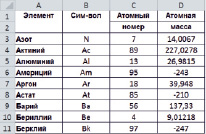 A B C D
1 Элемент Сим-вол Атомный Атомная
2 номер масса
3 Азот N 7 14,0067
4 Актиний Ac 89 227,0278
5 Алюминий Al 13 26,9815
6 Америций Am 95 -243
7 Аргон Ar 18 39,948
8 Астат At 85 -210
9 Барий Ba 56 137,33
10 Бериллий Be 4 9,01218
11 Берклий Bk 97 -247